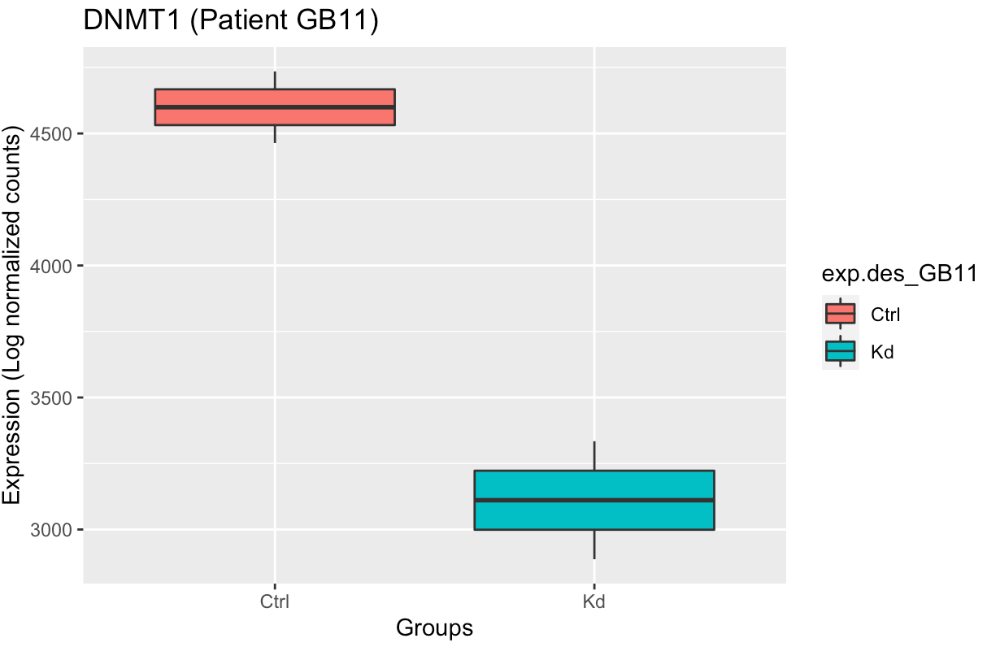 DNMT1 (Patient GB11)
Expression (Log normalized counts)
4500
4000
3500
3000
Ctrl
Kd
Groups
exp.des_GB11
Ctrl
Kd